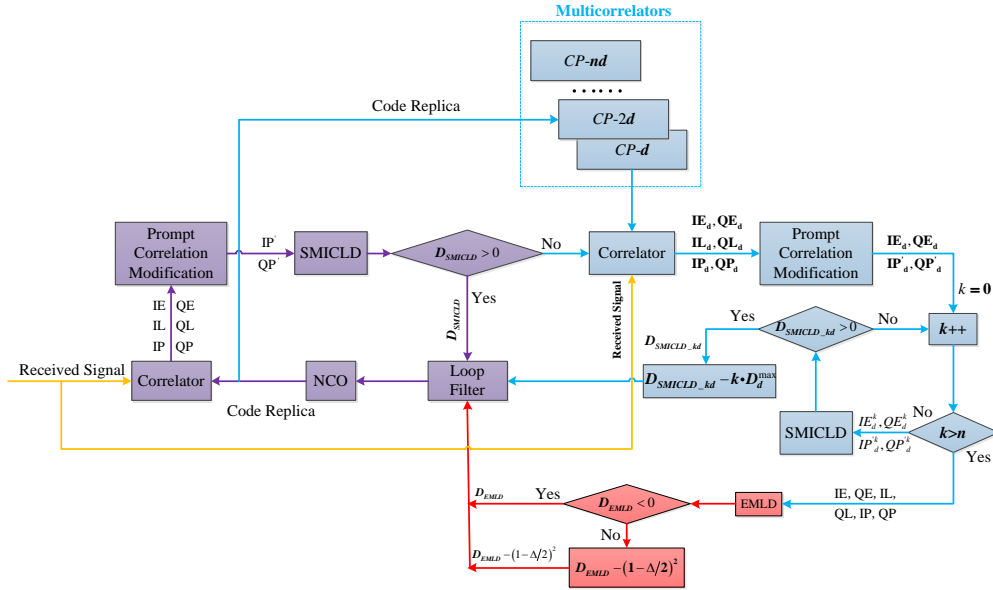 Multicorrelators
CP-nd
······
CP-2d
CP-d
Code Replica
Prompt
Correlation
Modification
IP'
QP'
SMICLD
D_SMICLD > 0
No
Yes
D_SMICLD
Correlator
IE_d, QE_d
IL_d, QL_d
IP_d, QP_d
Prompt
Correlation
Modification
IE_d, QE_d
IP'_d, QP'_d
k = 0
IE QE
IL QL
IP QP
Received Signal
Received Signal
Correlator
Code Replica
NCO
Loop
Filter
Yes
D_SMICLD_kd > 0
No
k++
D_SMICLD_kd
D_SMICLD_kd − k•D_d^max
SMICLD
No
IE_d^k, QE_d^k
IP'_d^k, QP'_d^k
k>n
Yes
IE, QE, IL,
QL, IP, QP
EMLD
D_EMLD < 0
Yes
D_EMLD
No
D_EMLD − (1 − Δ/2)^2
D_EMLD − (1 − Δ/2)^2